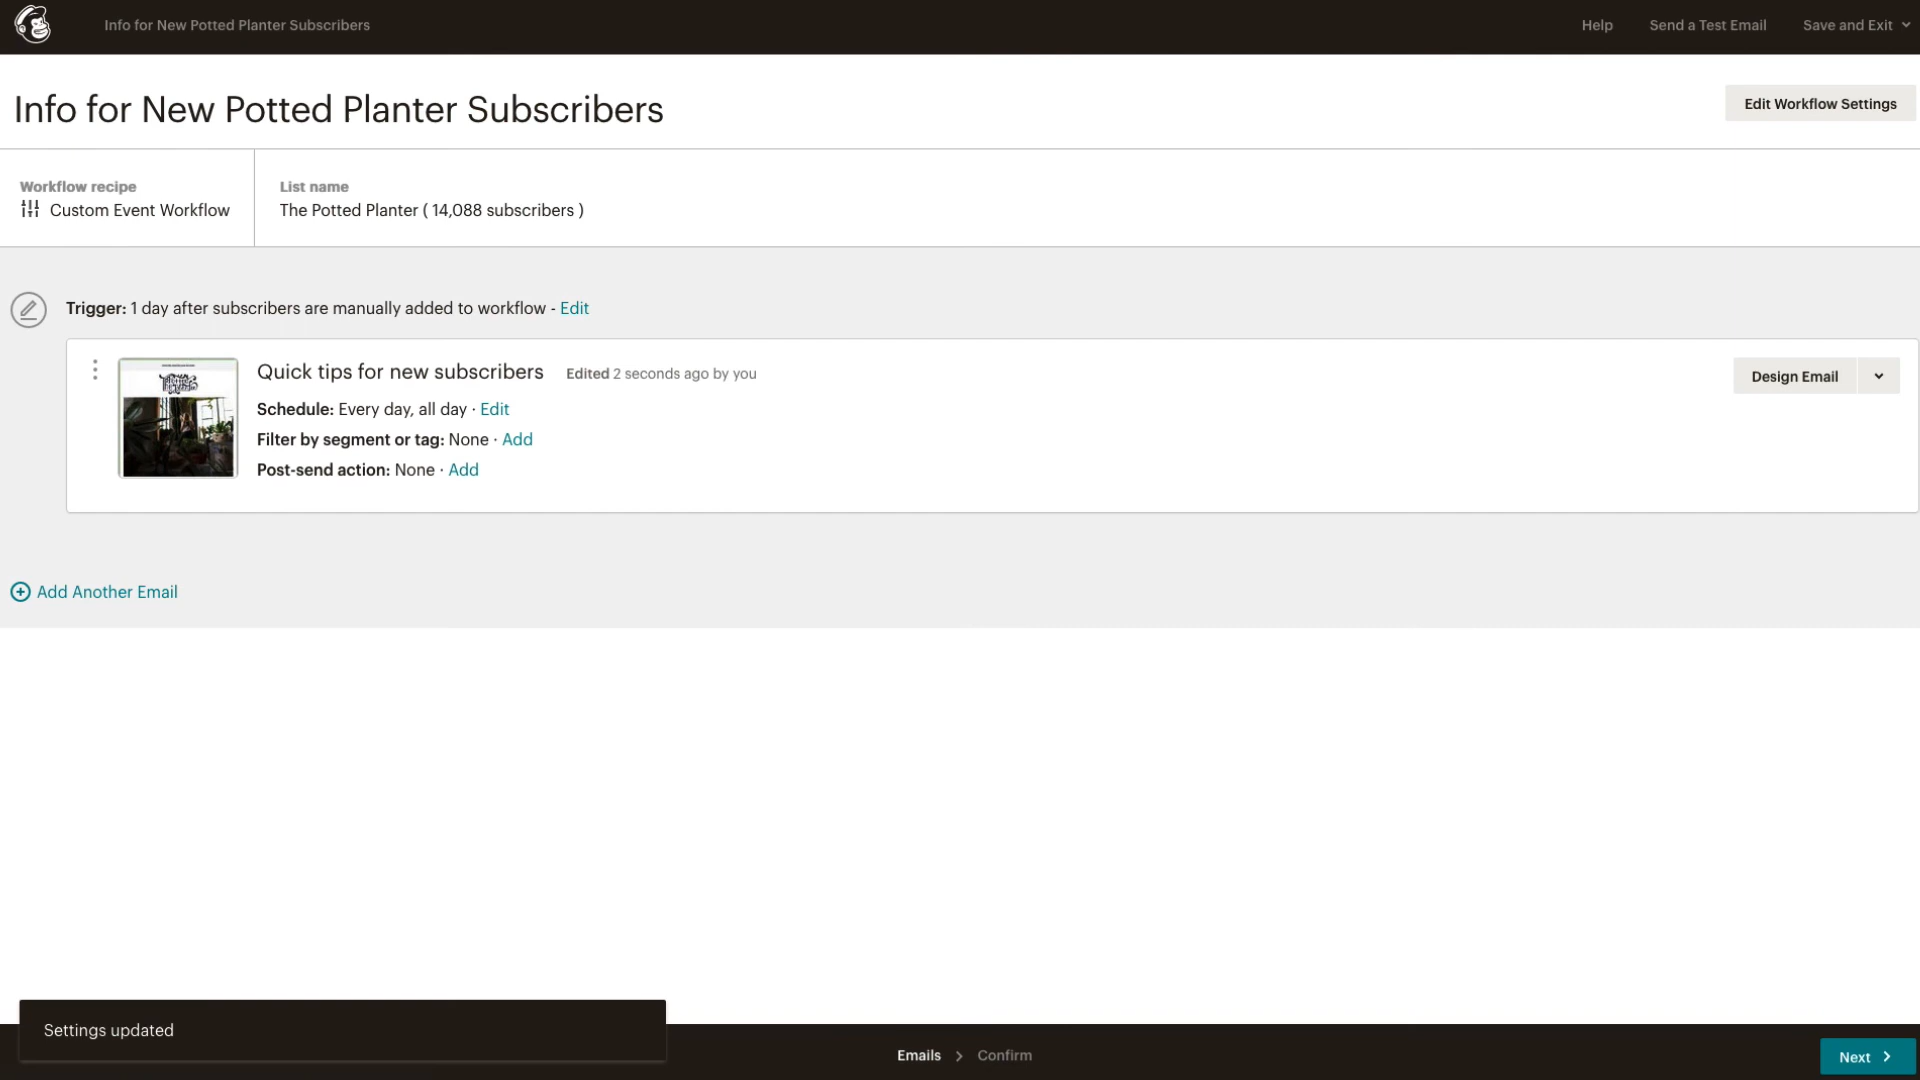 Info for New Potted Planter Subscribers
Help
Send a Test Email
Save and Exit
Info for New Potted Planter Subscribers
Edit Workflow Settings
Workflow recipe
Custom Event Workflow
List name
The Potted Planter ( 14,088 subscribers )
Trigger: 1 day after subscribers are manually added to workflow - Edit
Quick tips for new subscribers
Edited 2 seconds ago by you
Design Email
Schedule: Every day, all day · Edit
Filter by segment or tag: None · Add
Post-send action: None · Add
Add Another Email
Settings updated
Emails
Confirm
Next